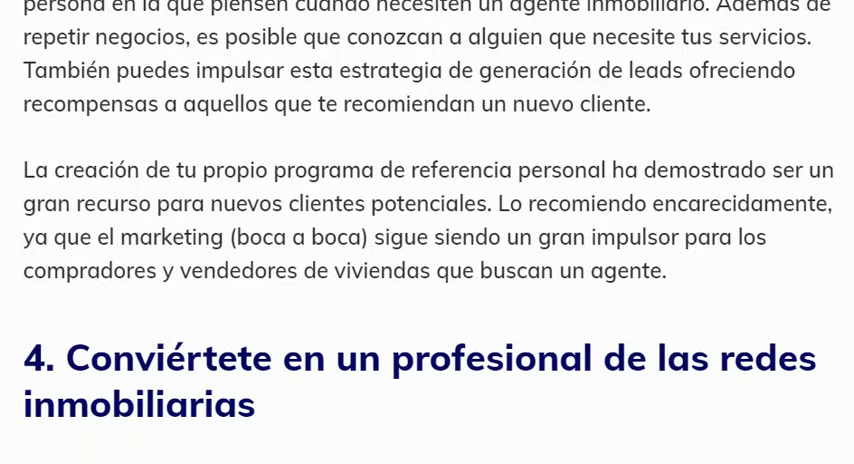 persona en la que piensen cuando necesiten un agente inmobiliario. Además de
repetir negocios, es posible que conozcan a alguien que necesite tus servicios.
También puedes impulsar esta estrategia de generación de leads ofreciendo
recompensas a aquellos que te recomiendan un nuevo cliente.
La creación de tu propio programa de referencia personal ha demostrado ser un
gran recurso para nuevos clientes potenciales. Lo recomiendo encarecidamente,
ya que el marketing (boca a boca) sigue siendo un gran impulsor para los
compradores y vendedores de viviendas que buscan un agente.
4. Conviértete en un profesional de las redes
inmobiliarias